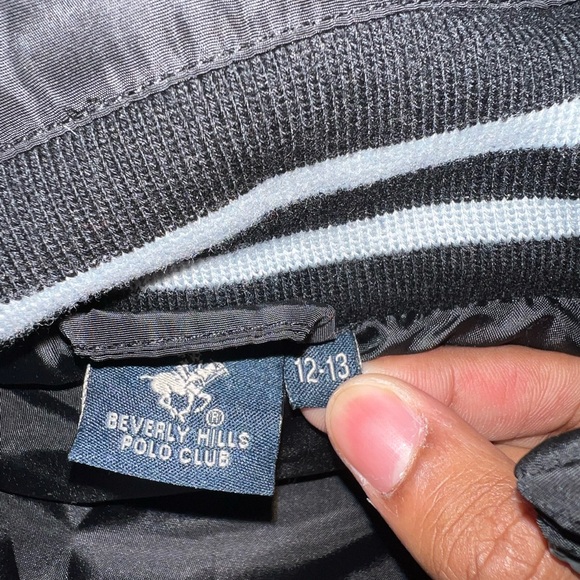 12-13
®
BEVERLY HILLS
POLO CLUB